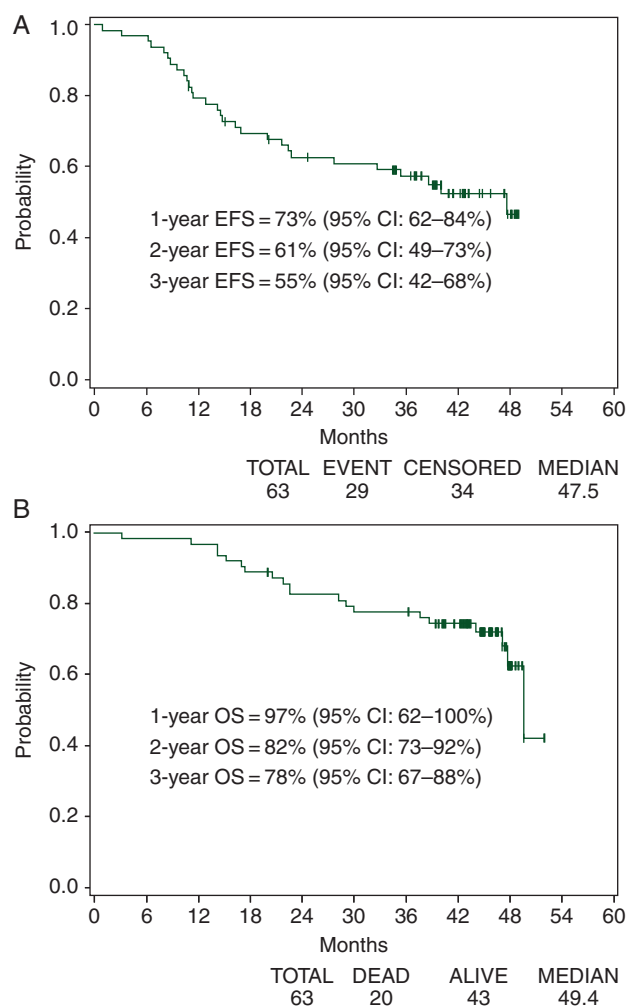 A
1.0
0.8
0.6
0.4
0.2
0.0
Probability
1-year EFS = 73% (95% CI: 62–84%)
2-year EFS = 61% (95% CI: 49–73%)
3-year EFS = 55% (95% CI: 42–68%)
0 6 12 18 24 30 36 42 48 54 60
Months
TOTAL EVENT CENSORED MEDIAN
63 29 34 47.5
B
1.0
0.8
0.6
0.4
0.2
0.0
Probability
1-year OS = 97% (95% CI: 62–100%)
2-year OS = 82% (95% CI: 73–92%)
3-year OS = 78% (95% CI: 67–88%)
0 6 12 18 24 30 36 42 48 54 60
Months
TOTAL DEAD ALIVE MEDIAN
63 20 43 49.4